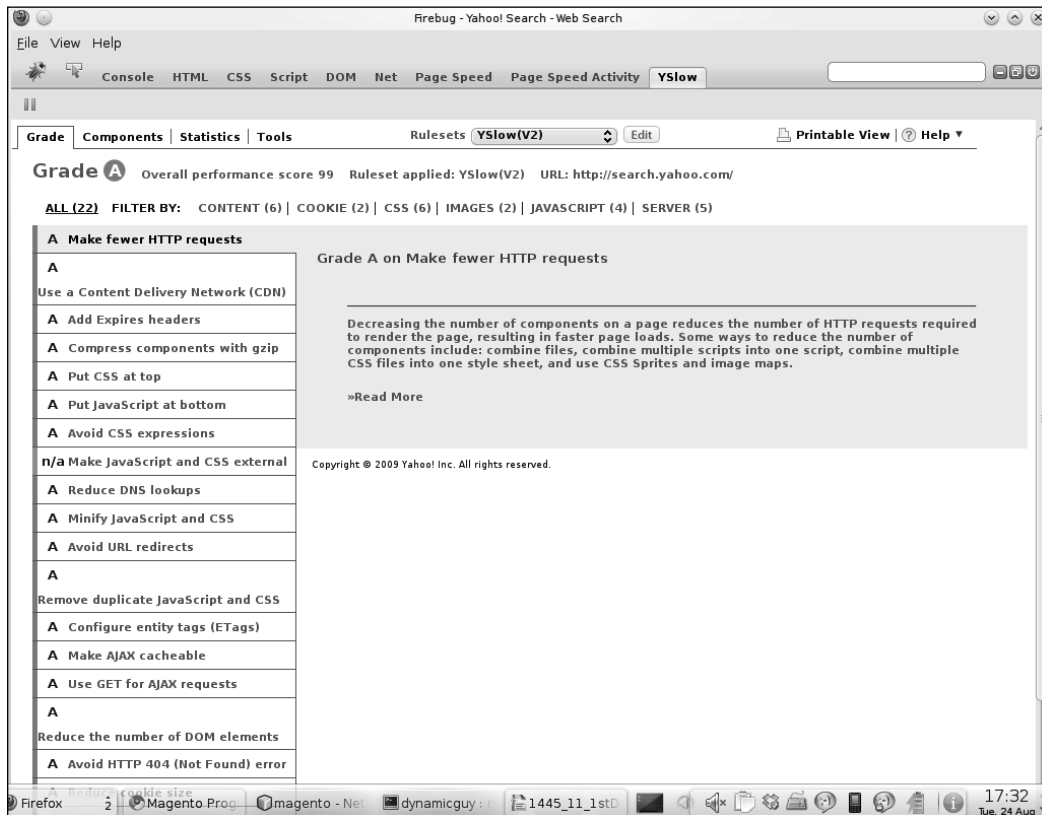 Firebug - Yahoo! Search - Web Search
File View Help
Console HTML CSS Script DOM Net Page Speed Page Speed Activity YSlow
Grade Components | Statistics | Tools Rulesets YSlow(V2) Edit Printable View | ? Help ▼
Grade A Overall performance score 99 Ruleset applied: YSlow(V2) URL: http://search.yahoo.com/
ALL (22) FILTER BY: CONTENT (6) | COOKIE (2) | CSS (6) | IMAGES (2) | JAVASCRIPT (4) | SERVER (5)
A Make fewer HTTP requests
A
Use a Content Delivery Network (CDN)
A Add Expires headers
A Compress components with gzip
A Put CSS at top
A Put JavaScript at bottom
A Avoid CSS expressions
n/a Make JavaScript and CSS external
A Reduce DNS lookups
A Minify JavaScript and CSS
A Avoid URL redirects
A
Remove duplicate JavaScript and CSS
A Configure entity tags (ETags)
A Make AJAX cacheable
A Use GET for AJAX requests
A
Reduce the number of DOM elements
A Avoid HTTP 404 (Not Found) error
A Reduce cookie size
Grade A on Make fewer HTTP requests
Decreasing the number of components on a page reduces the number of HTTP requests required
to render the page, resulting in faster page loads. Some ways to reduce the number of
components include: combine files, combine multiple scripts into one script, combine multiple
CSS files into one style sheet, and use CSS Sprites and image maps.
»Read More
Copyright © 2009 Yahoo! Inc. All rights reserved.
Firefox 2 Magento Prog magento - Net dynamicguy : 1445_11_1stD 17:32
Tue, 24 Aug